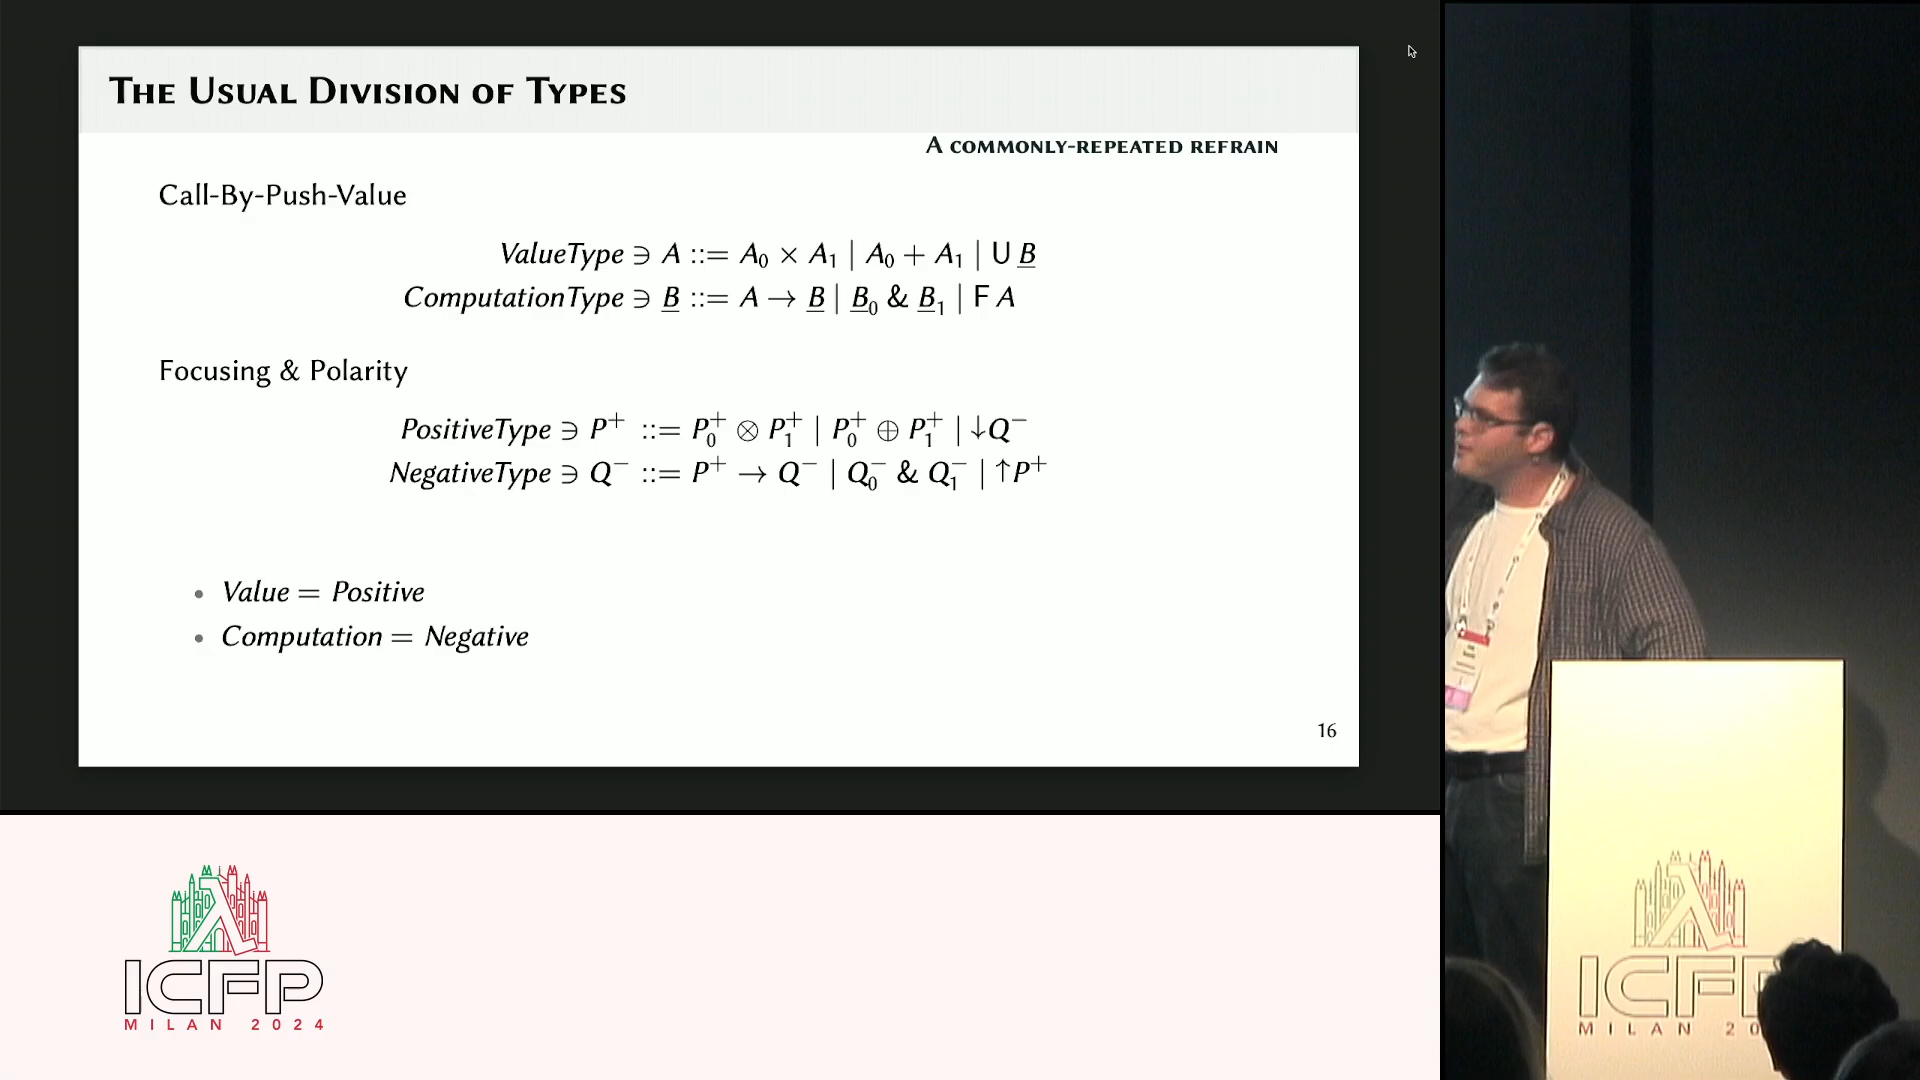 THE USUAL DIVISION OF TYPES
A COMMONLY-REPEATED REFRAIN
Call-By-Push-Value
ValueType ∋ A ::= A₀ × A₁ | A₀ + A₁ | U B̲
ComputationType ∋ B̲ ::= A → B̲ | B̲₀ & B̲₁ | F A
Focusing & Polarity
PositiveType ∋ P⁺ ::= P₀⁺ ⊗ P₁⁺ | P₀⁺ ⊕ P₁⁺ | ↓Q⁻
NegativeType ∋ Q⁻ ::= P⁺ → Q⁻ | Q₀⁻ & Q₁⁻ | ↑P⁺
• Value = Positive
• Computation = Negative
16
ICFP
MILAN 2024
ICFP
MILAN 20